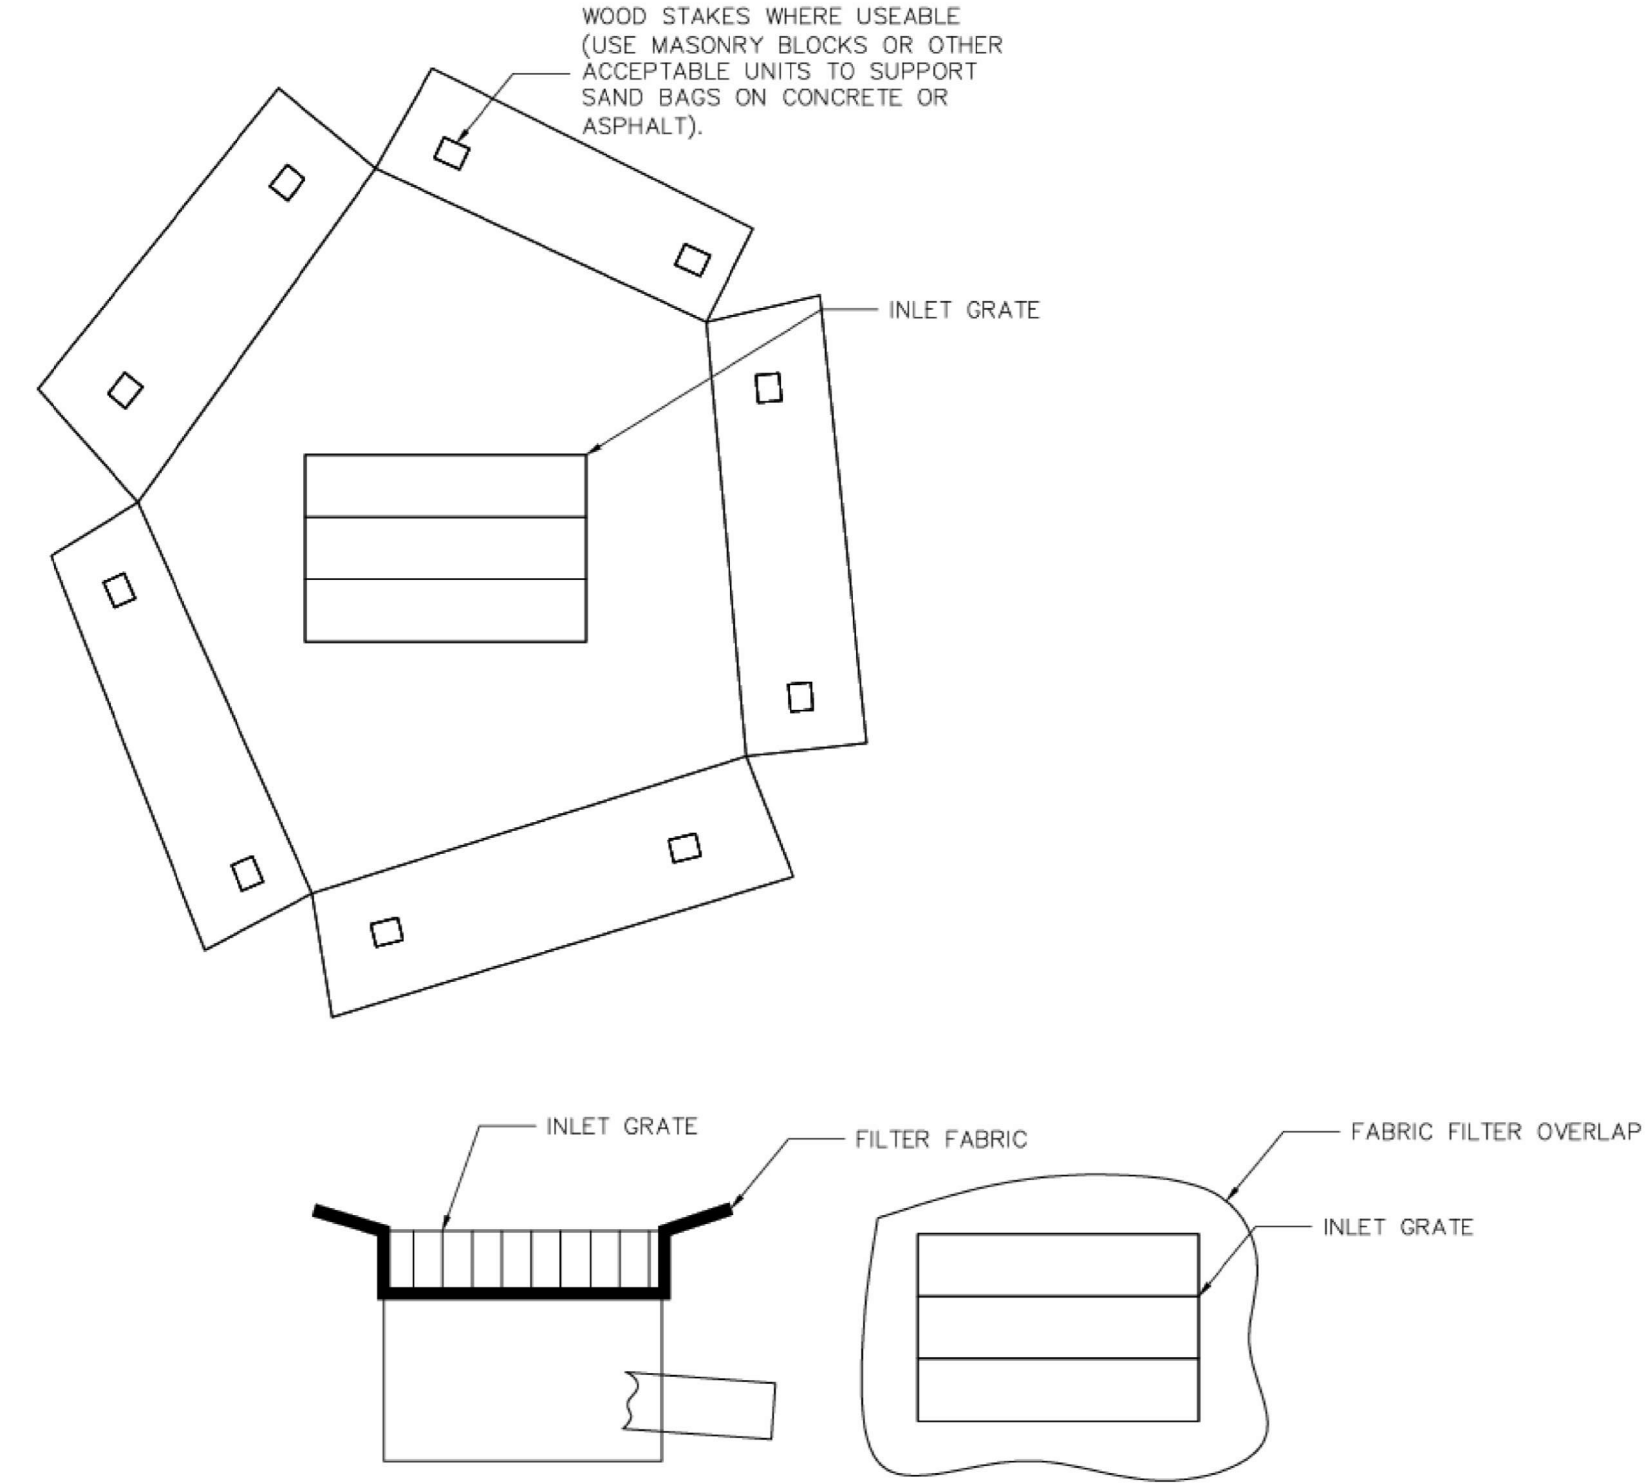 WOOD STAKES WHERE USEABLE
(USE MASONRY BLOCKS OR OTHER
ACCEPTABLE UNITS TO SUPPORT
SAND BAGS ON CONCRETE OR
ASPHALT).
INLET GRATE
INLET GRATE
FILTER FABRIC
FABRIC FILTER OVERLAP
INLET GRATE